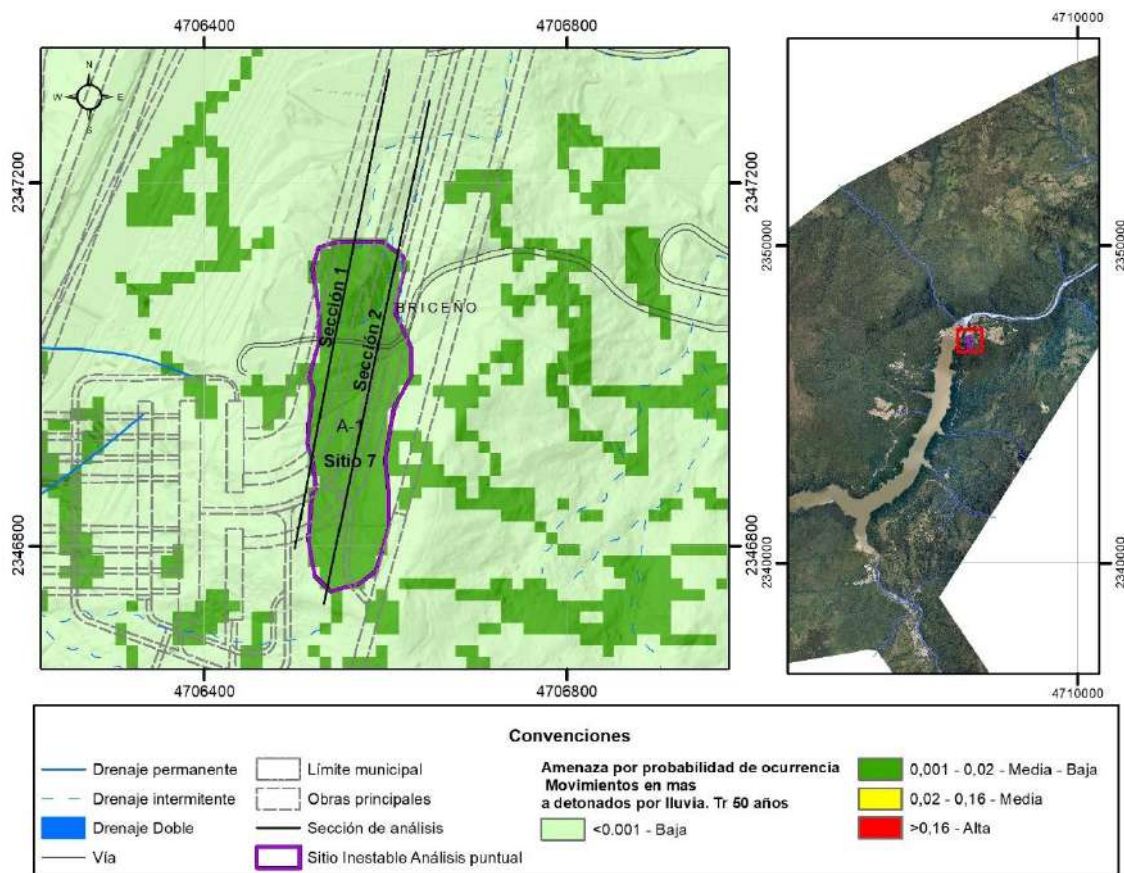 4706400
4706800
4710000
N
W
E
S
2347200
2347200
2350000
Sección 1
Sección 2
BRICEÑO
A-1
Sitio 7
2346800
2346800
2340000
4706400
4706800
4710000
Convenciones
Drenaje permanente
Drenaje intermitente
Drenaje Doble
Vía
Límite municipal
Obras principales
Sección de análisis
Sitio Inestable Análisis puntual
Amenaza por probabilidad de ocurrencia
Movimientos en mas
a detonados por lluvia. Tr 50 años
<0.001 - Baja
0,001 - 0,02 - Media - Baja
0,02 - 0,16 - Media
>0,16 - Alta